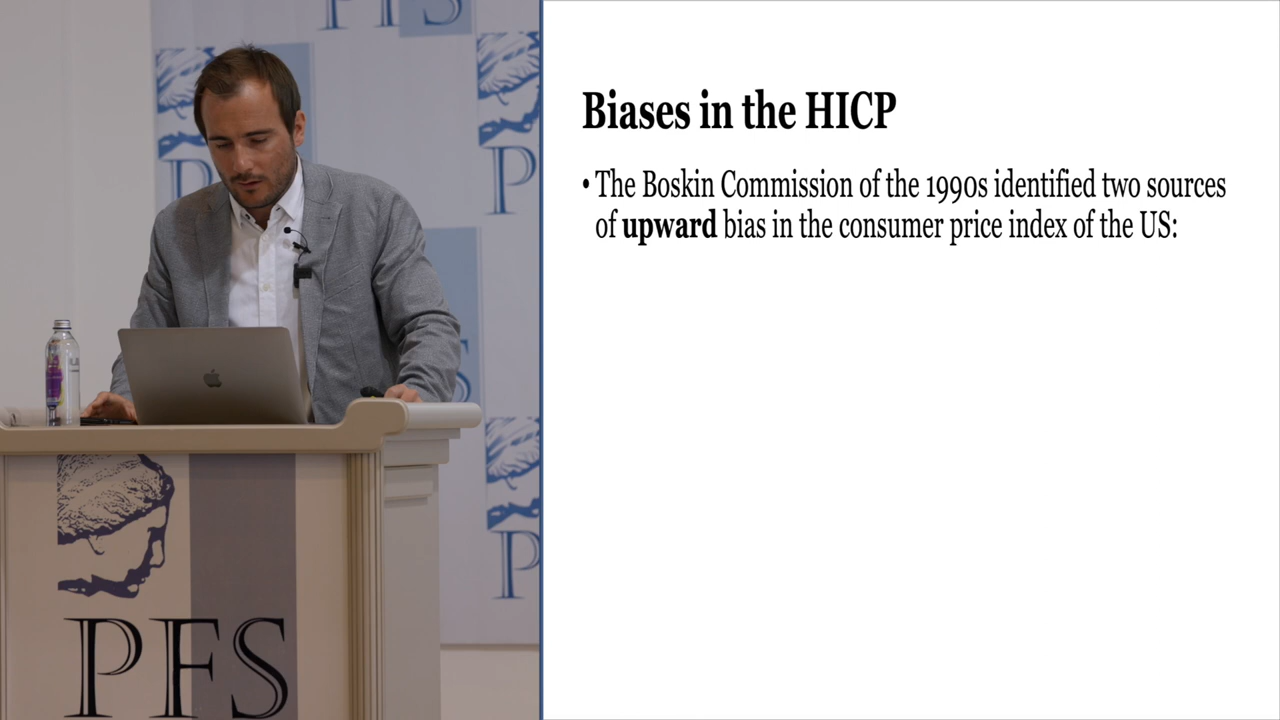 PFS
P
P
S
P
PFS
Biases in the HICP
• The Boskin Commission of the 1990s identified two sources
of upward bias in the consumer price index of the US: